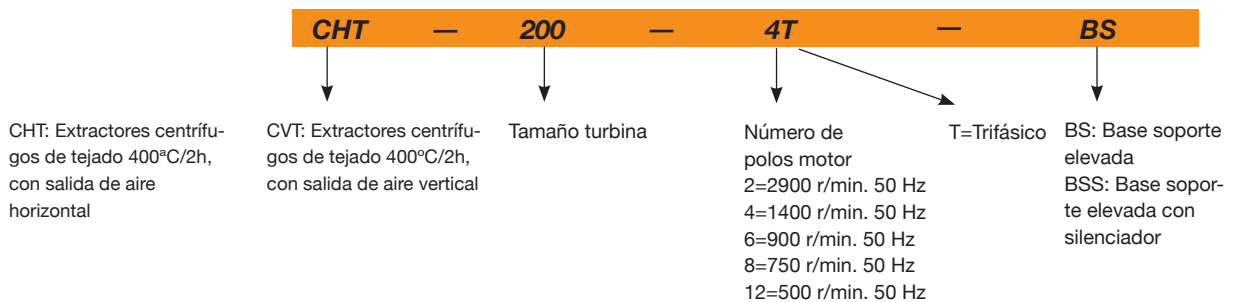 CHT — 200 — 4T — BS
CHT: Extractores centrífu-
gos de tejado 400ªC/2h,
con salida de aire
horizontal
CVT: Extractores centrífu-
gos de tejado 400ºC/2h,
con salida de aire vertical
Tamaño turbina
Número de
polos motor
2=2900 r/min. 50 Hz
4=1400 r/min. 50 Hz
6=900 r/min. 50 Hz
8=750 r/min. 50 Hz
12=500 r/min. 50 Hz
T=Trifásico
BS: Base soporte
elevada
BSS: Base sopor-
te elevada con
silenciador